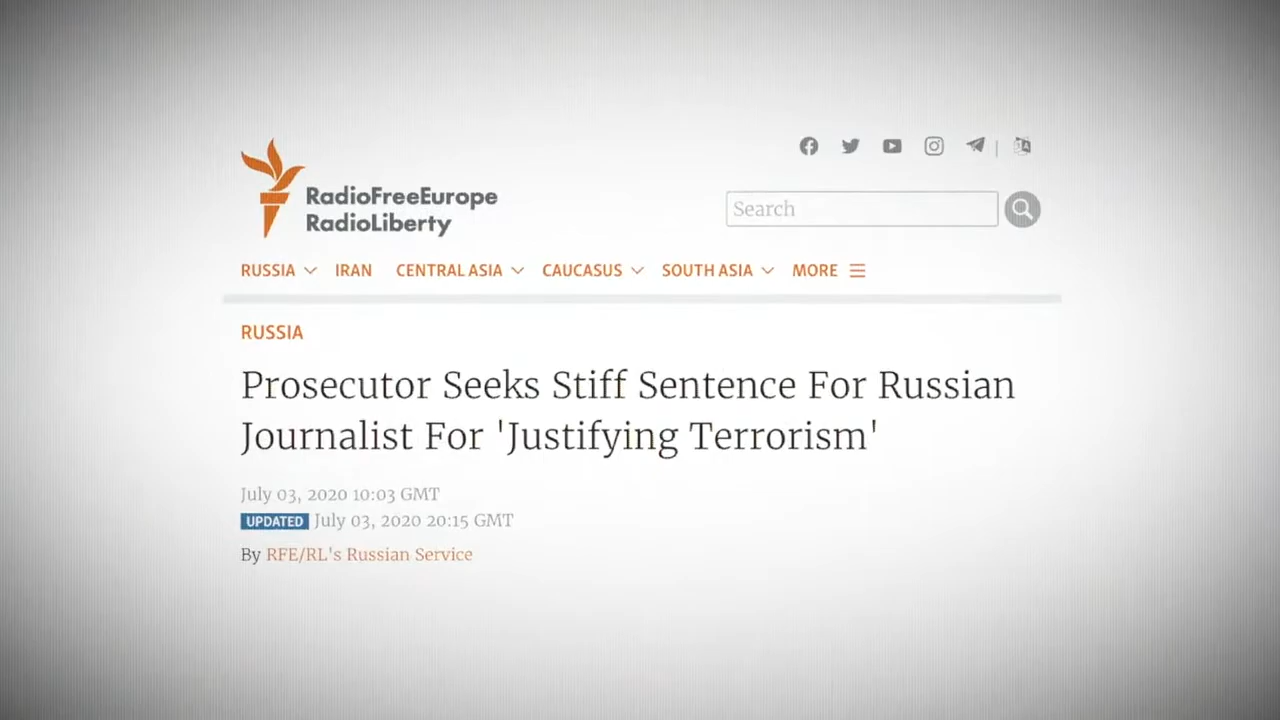 RadioFreeEurope
RadioLiberty
Search
RUSSIA IRAN CENTRAL ASIA CAUCASUS SOUTH ASIA MORE
RUSSIA
Prosecutor Seeks Stiff Sentence For Russian
Journalist For 'Justifying Terrorism'
July 03, 2020 10:03 GMT
UPDATED July 03, 2020 20:15 GMT
By RFE/RL's Russian Service